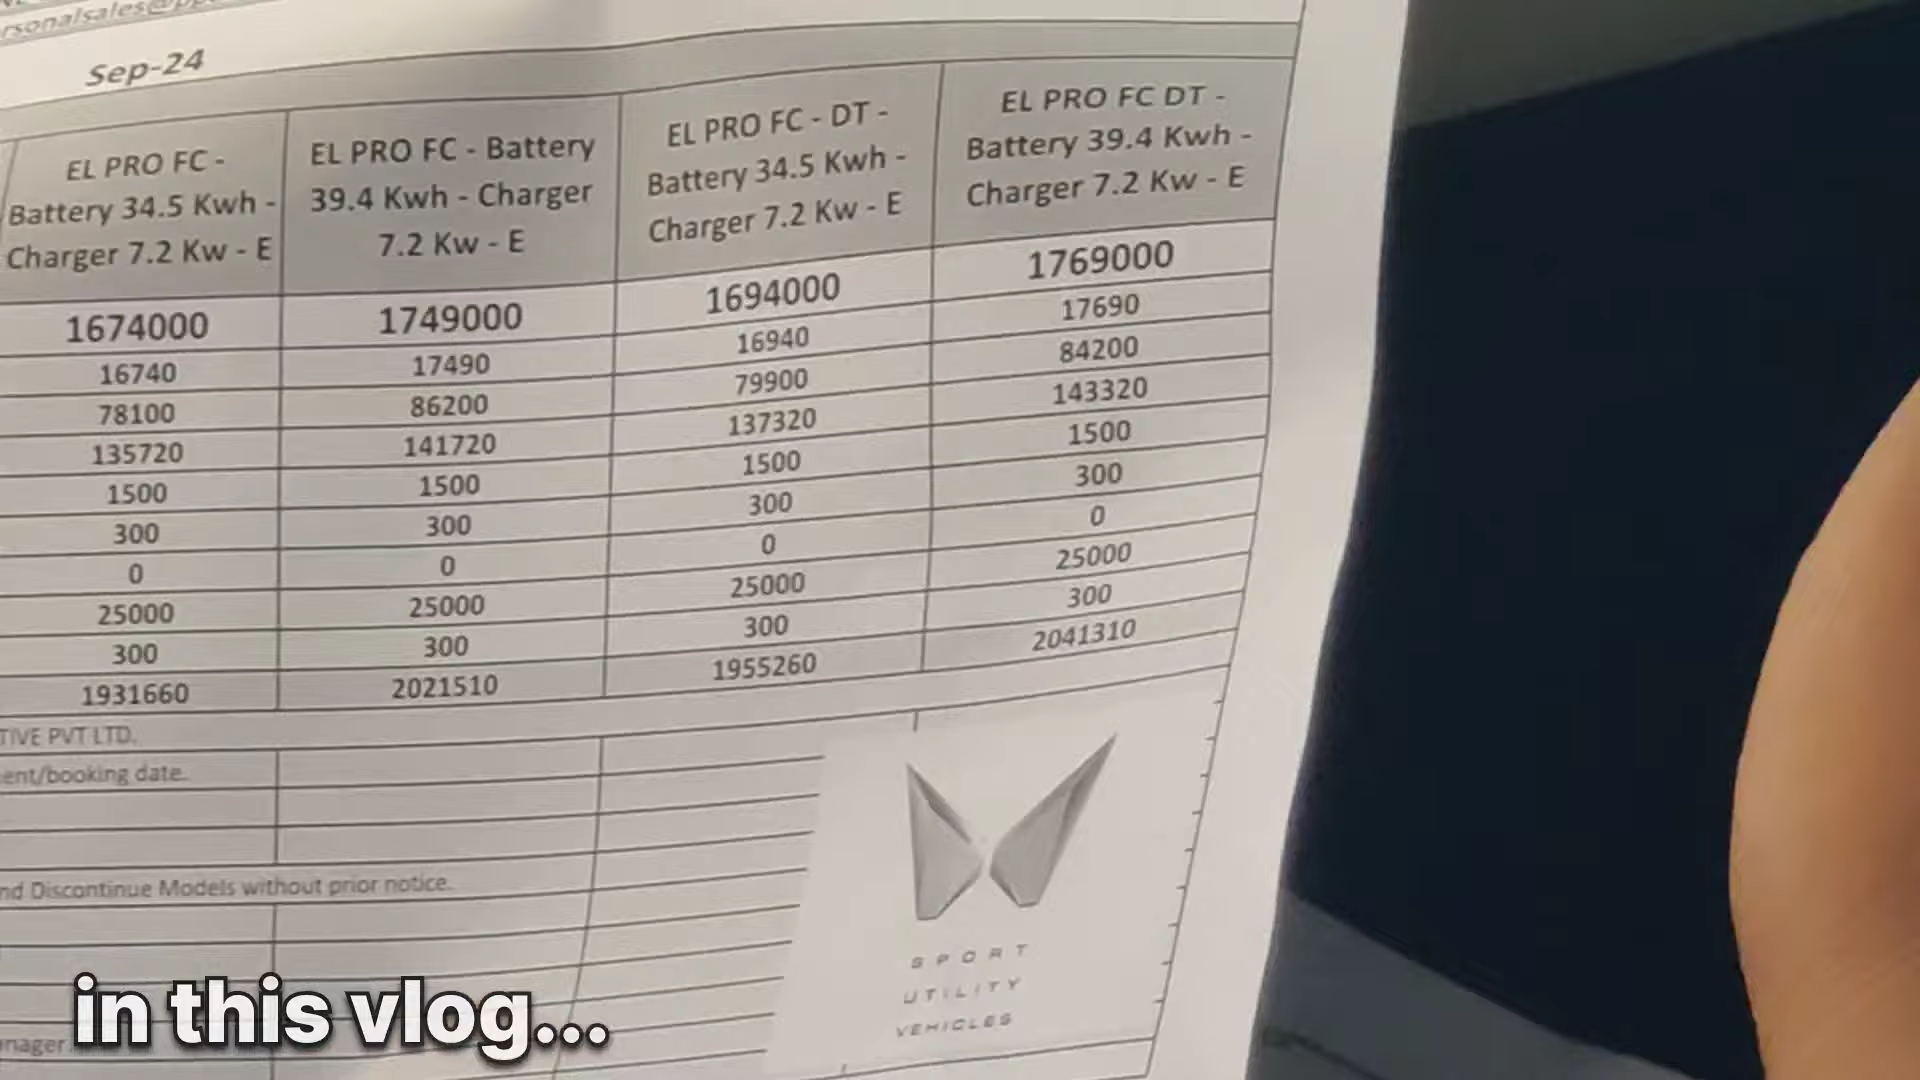 Sep-24
EL PRO FC -
Battery 34.5 Kwh -
Charger 7.2 Kw - E
EL PRO FC - Battery
39.4 Kwh - Charger
7.2 Kw - E
EL PRO FC - DT -
Battery 34.5 Kwh -
Charger 7.2 Kw - E
EL PRO FC DT -
Battery 39.4 Kwh -
Charger 7.2 Kw - E
1674000 1749000 1694000 1769000
16740 17490 16940 17690
78100 86200 79900 84200
135720 141720 137320 143320
1500 1500 1500 1500
300 300 300 300
0 0 0 0
25000 25000 25000 25000
300 300 300 300
1931660 2021510 1955260 2041310
TIVE PVT LTD.
ent/booking date.
nd Discontinue Models without prior notice.
nager
SPORT
UTILITY
VEHICLES
in this vlog...